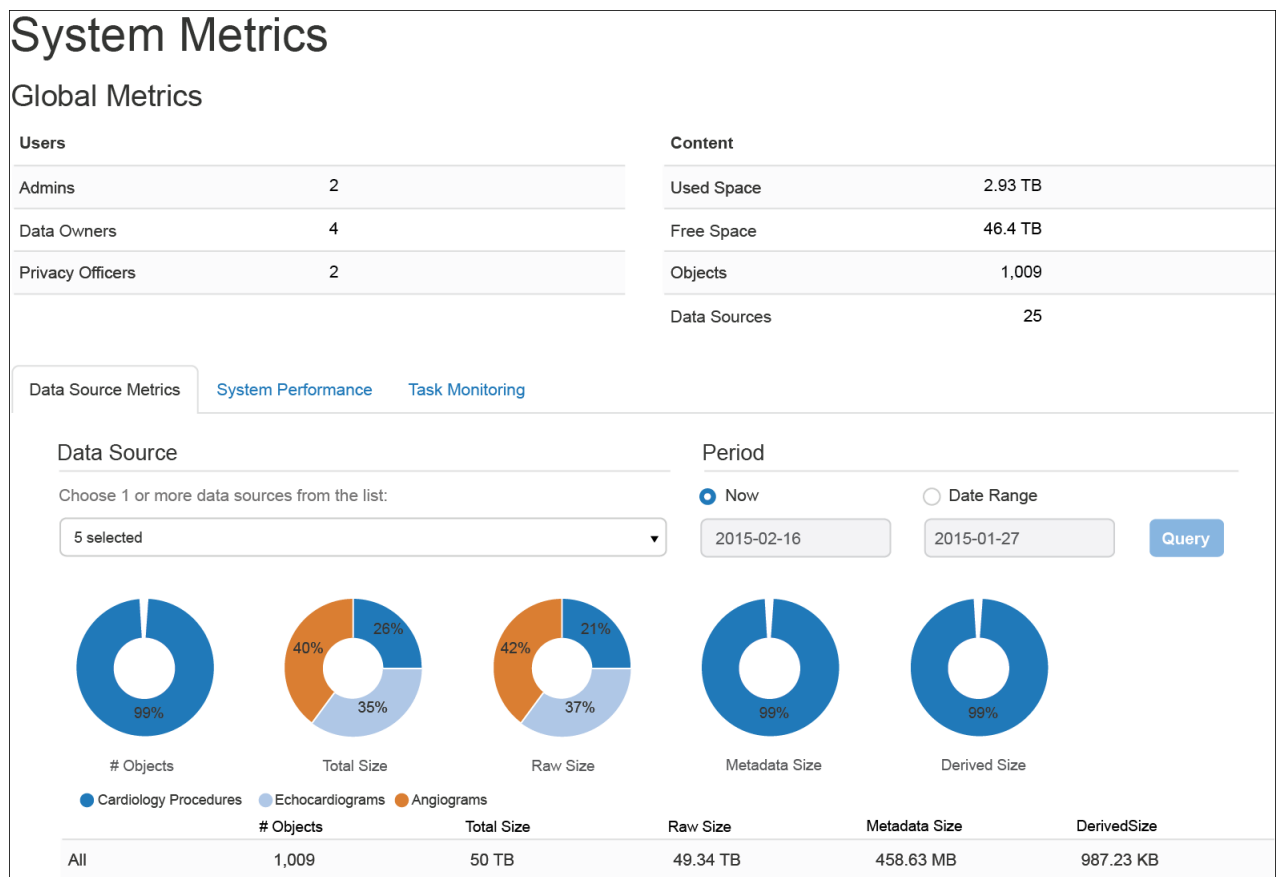 System Metrics
Global Metrics
Users
Admins 2
Data Owners 4
Privacy Officers 2
Content
Used Space 2.93 TB
Free Space 46.4 TB
Objects 1,009
Data Sources 25
Data Source Metrics System Performance Task Monitoring
Data Source
Choose 1 or more data sources from the list:
5 selected
Period
Now Date Range
2015-02-16 2015-01-27 Query
99%
# Objects
26%
40%
35%
Total Size
21%
42%
37%
Raw Size
99%
Metadata Size
99%
Derived Size
Cardiology Procedures Echocardiograms Angiograms
# Objects Total Size Raw Size Metadata Size DerivedSize
All 1,009 50 TB 49.34 TB 458.63 MB 987.23 KB